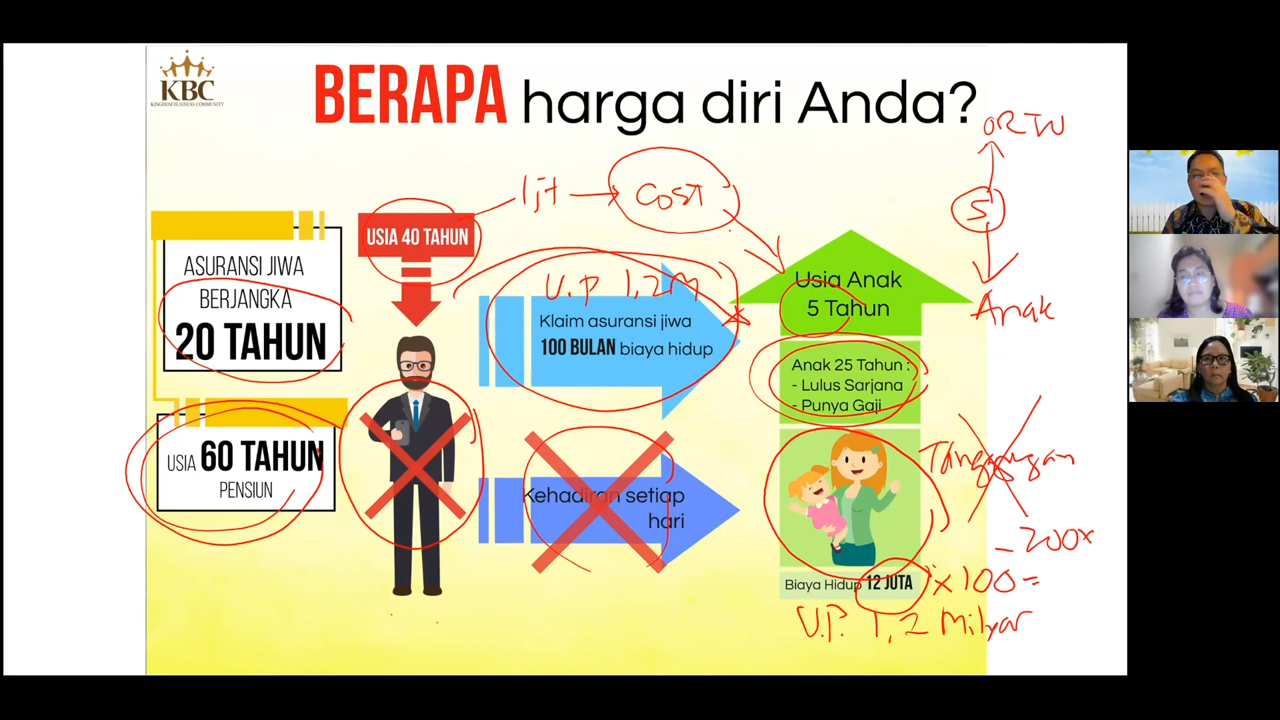 KBC
KINGDOM BUSINESS COMMUNITY
BERAPA harga diri Anda?
ORTU
S
Anak
1jt
COST
USIA 40 TAHUN
ASURANSI JIWA
BERJANGKA
20 TAHUN
USIA 60 TAHUN
PENSIUN
U.P 1,2 M
Klaim asuransi jiwa
100 BULAN biaya hidup
Kehadiran setiap
hari
Usia Anak
5 Tahun
Anak 25 Tahun :
- Lulus Sarjana
- Punya Gaji
Tanggungan
Biaya Hidup 12 JUTA
- 200x
x 100 =
U.P. 1,2 Milyar